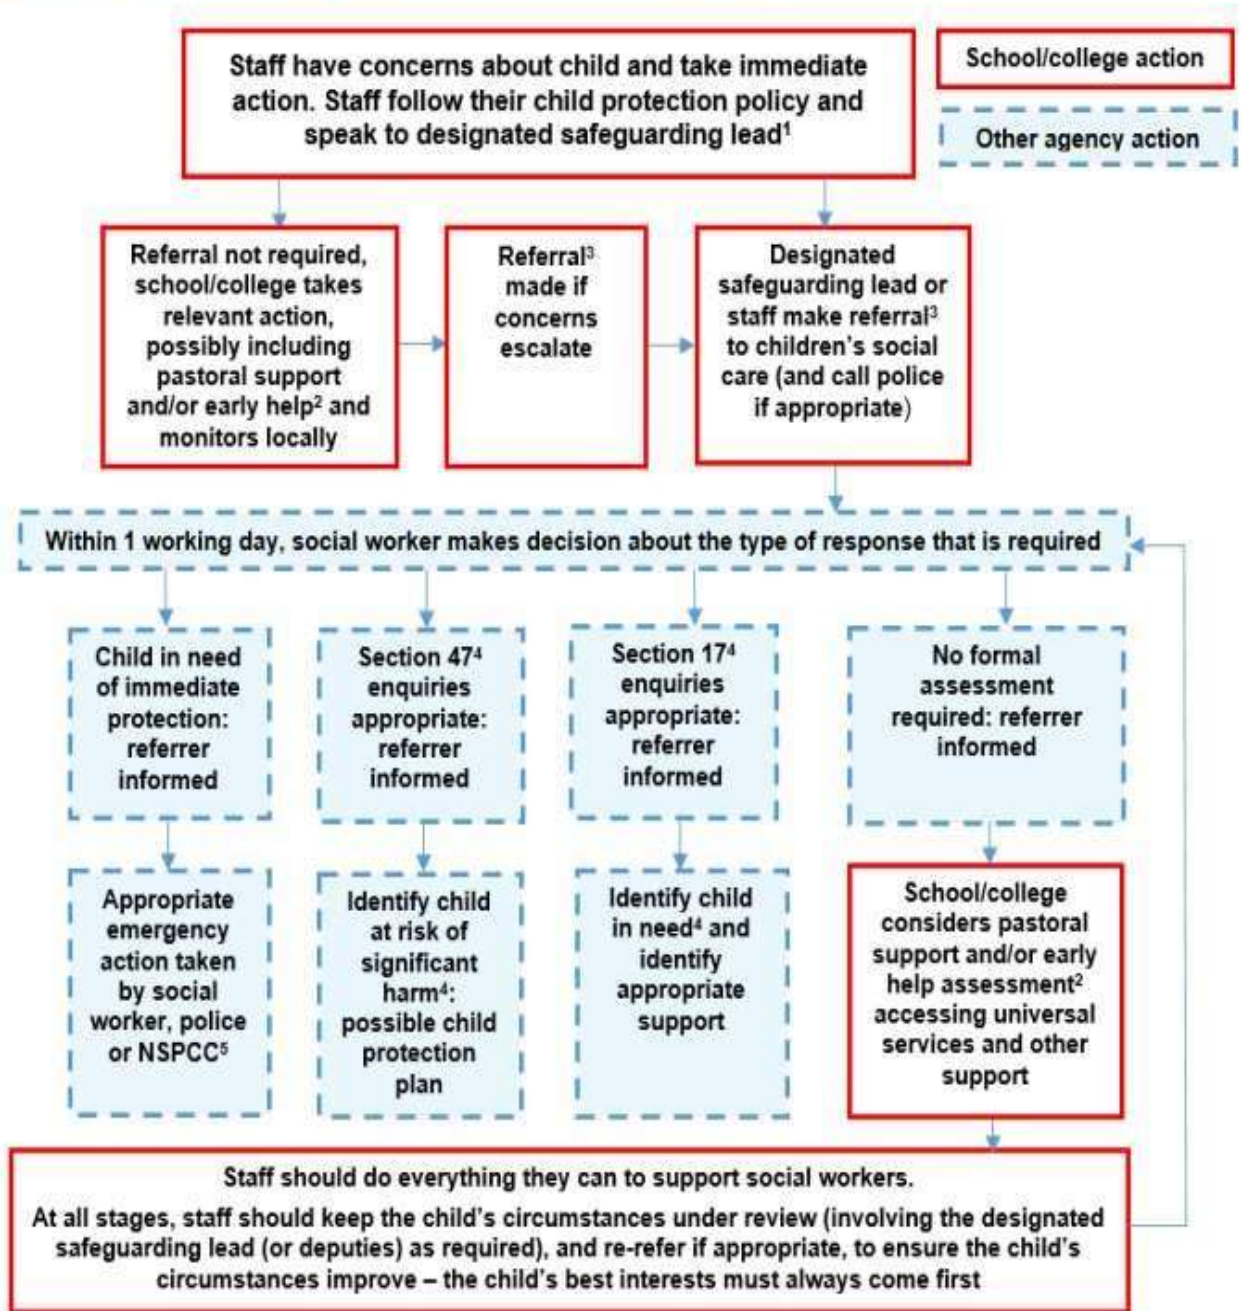 Staff have concerns about child and take immediate
action. Staff follow their child protection policy and
speak to designated safeguarding lead¹
School/college action
Other agency action
Referral not required,
school/college takes
relevant action,
possibly including
pastoral support
and/or early help² and
monitors locally
Referral³
made if
concerns
escalate
Designated
safeguarding lead or
staff make referral³
to children's social
care (and call police
if appropriate)
Within 1 working day, social worker makes decision about the type of response that is required
Child in need
of immediate
protection:
referrer
informed
Section 47⁴
enquiries
appropriate:
referrer
informed
Section 17⁴
enquiries
appropriate:
referrer
informed
No formal
assessment
required: referrer
informed
Appropriate
emergency
action taken
by social
worker, police
or NSPCC⁵
Identify child
at risk of
significant
harm⁴:
possible child
protection
plan
Identify child
in need⁴ and
identify
appropriate
support
School/college
considers pastoral
support and/or early
help assessment²
accessing universal
services and other
support
Staff should do everything they can to support social workers.
At all stages, staff should keep the child's circumstances under review (involving the designated
safeguarding lead (or deputies) as required), and re-refer if appropriate, to ensure the child's
circumstances improve – the child's best interests must always come first